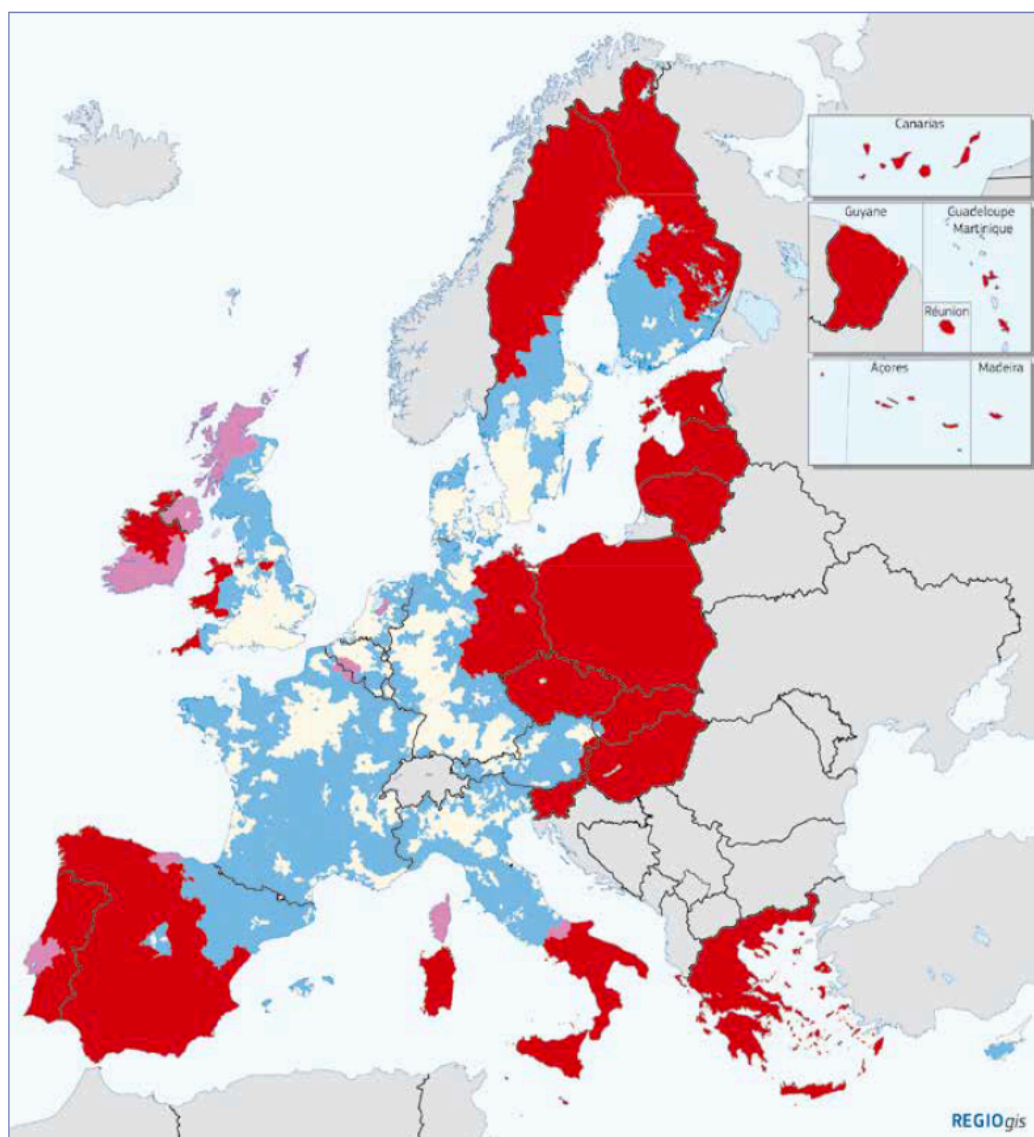 Canarias
Guyane
Guadeloupe
Martinique
Réunion
Açores
Madeira
REGIOgis